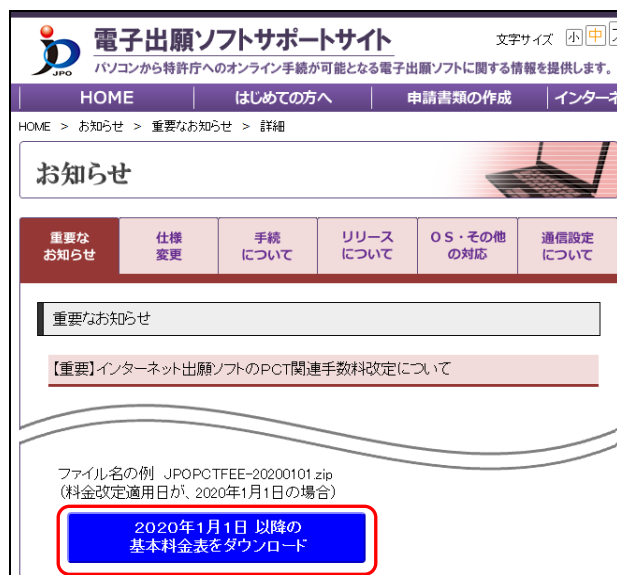 JPO
電子出願ソフトサポートサイト
文字サイズ 小 中
パソコンから特許庁へのオンライン手続が可能となる電子出願ソフトに関する情報を提供します。
HOME はじめての方へ 申請書類の作成 インターネ
HOME > お知らせ > 重要なお知らせ > 詳細
お知らせ
重要な
お知らせ
仕様
変更
手続
について
リリース
について
OS・その他
の対応
通信設定
について
重要なお知らせ
【重要】インターネット出願ソフトのPCT関連手数料改定について
ファイル名の例 JPOPCTFEE-20200101.zip
(料金改定適用日が、2020年1月1日の場合)
2020年1月1日 以降の
基本料金表をダウンロード